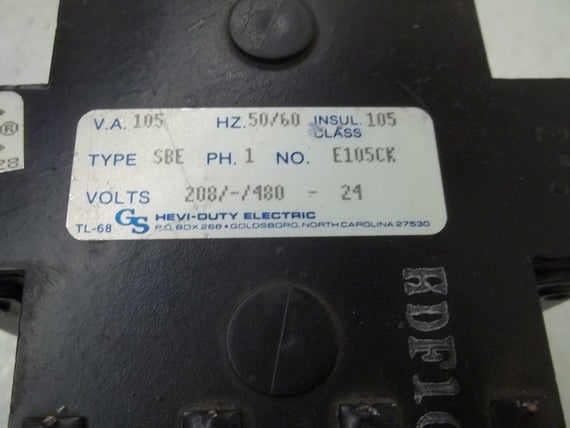 V.A. 105 HZ. 50/60 INSUL. 105
CLASS
TYPE SBE PH. 1 NO. E105CK
VOLTS 208/-/480 - 24
TL-68 GS HEVI-DUTY ELECTRIC
P.O. BOX 268 • GOLDSBORO, NORTH CAROLINA 27530
®